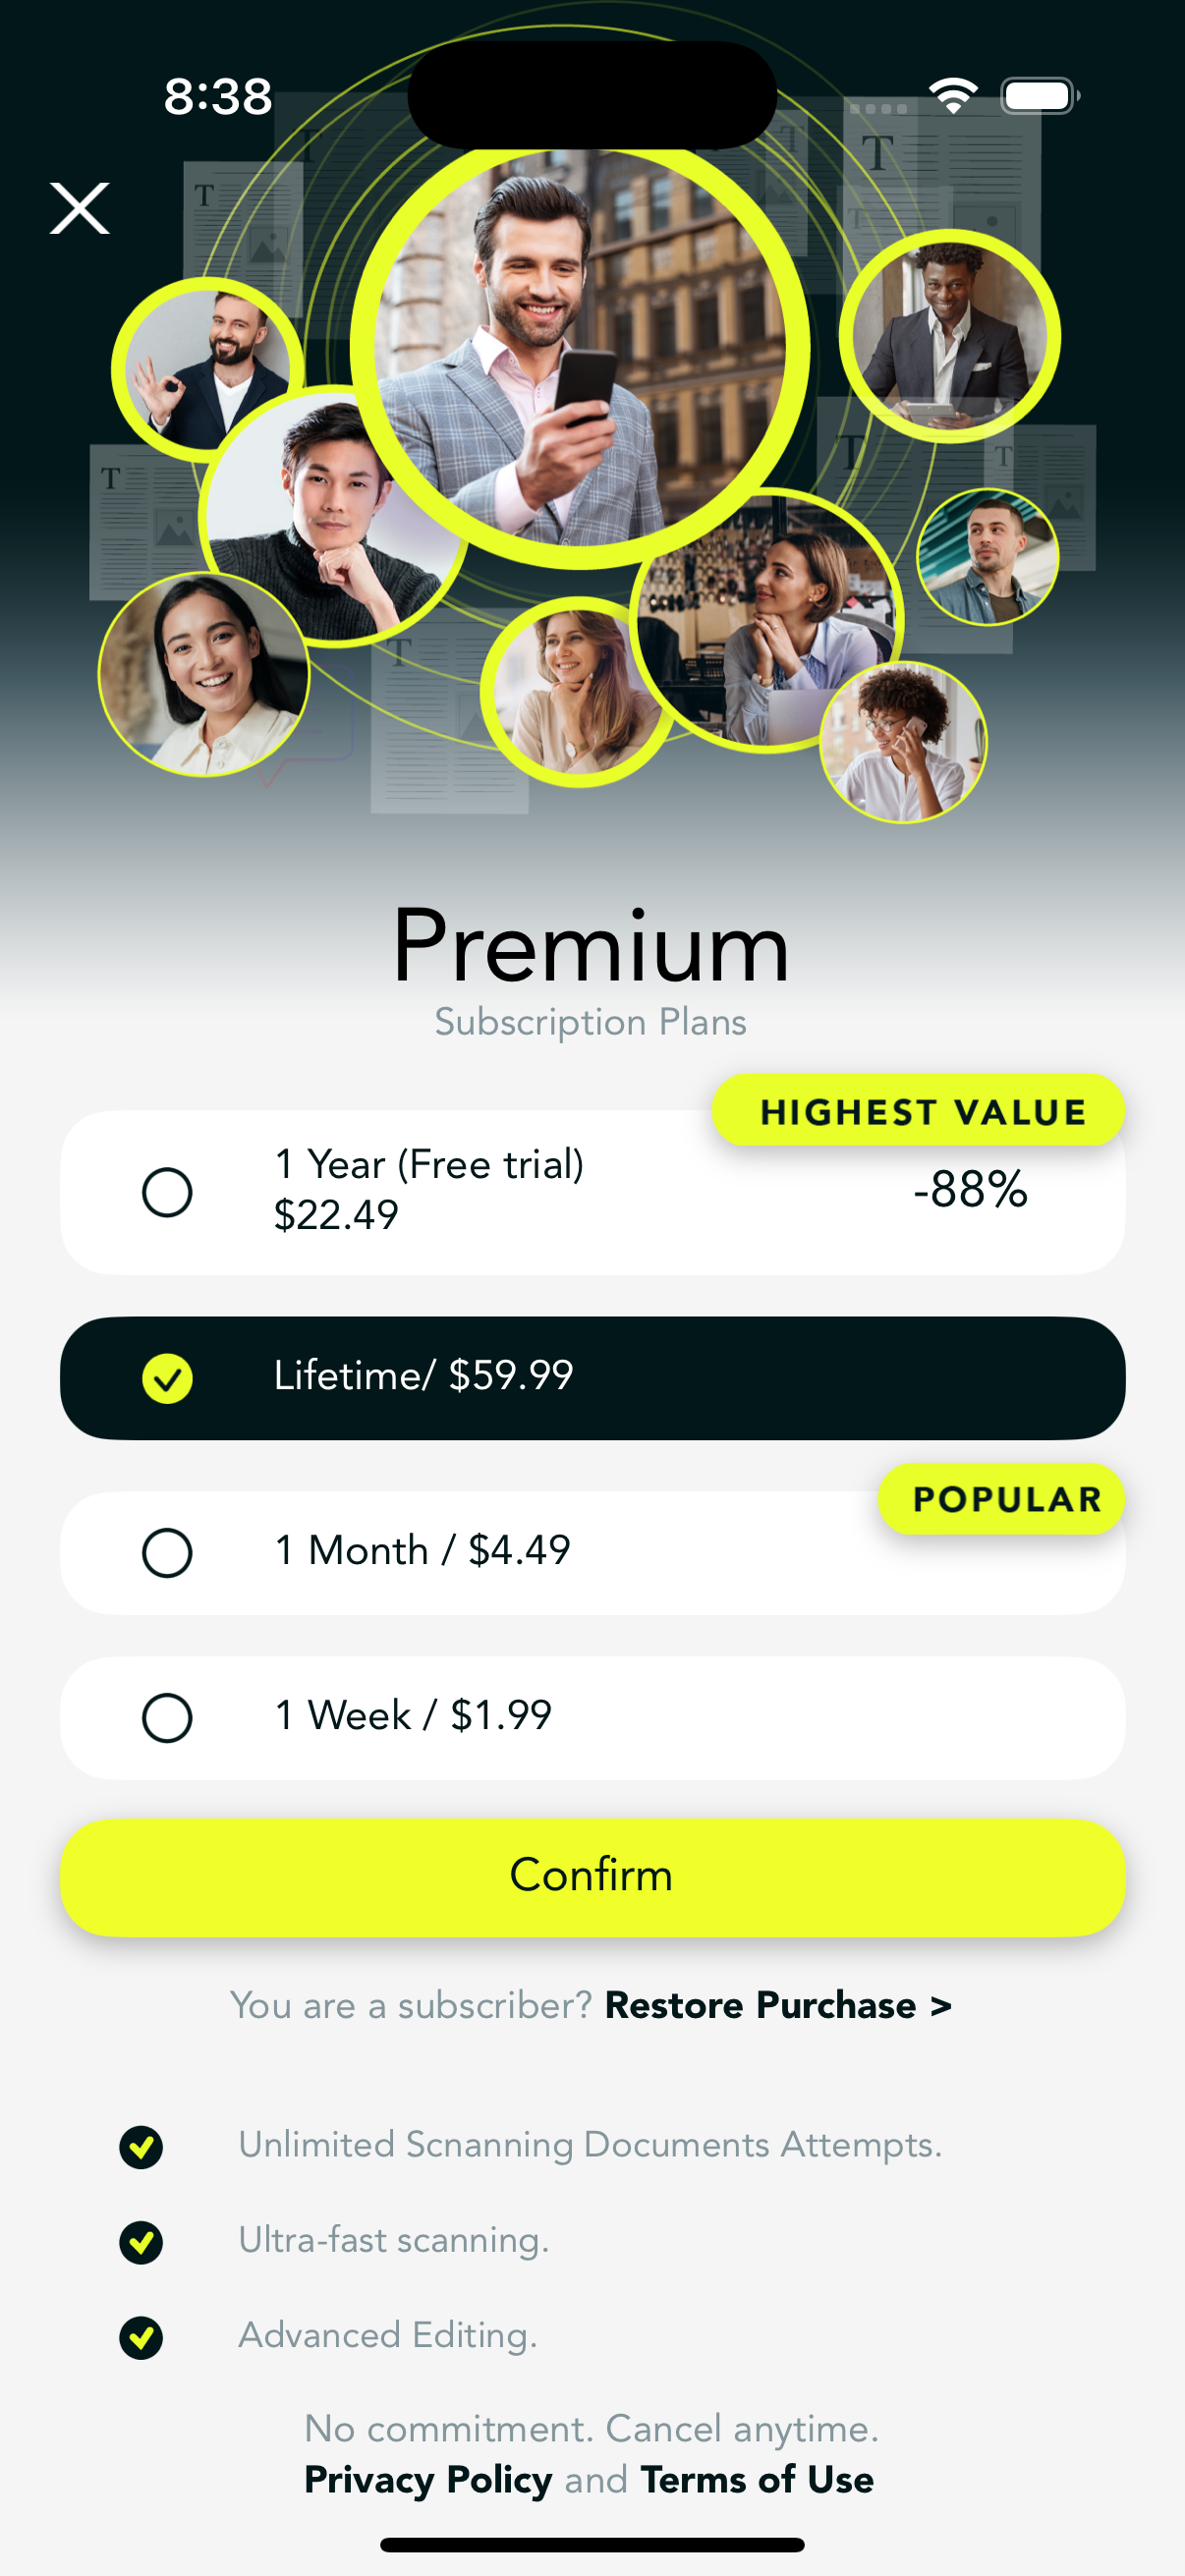 8:38
T
T
T
T
T
T
T
T
T
Premium
Subscription Plans
HIGHEST VALUE
1 Year (Free trial)
$22.49
-88%
Lifetime/ $59.99
POPULAR
1 Month / $4.49
1 Week / $1.99
Confirm
You are a subscriber? Restore Purchase >
Unlimited Scnanning Documents Attempts.
Ultra-fast scanning.
Advanced Editing.
No commitment. Cancel anytime.
Privacy Policy and Terms of Use